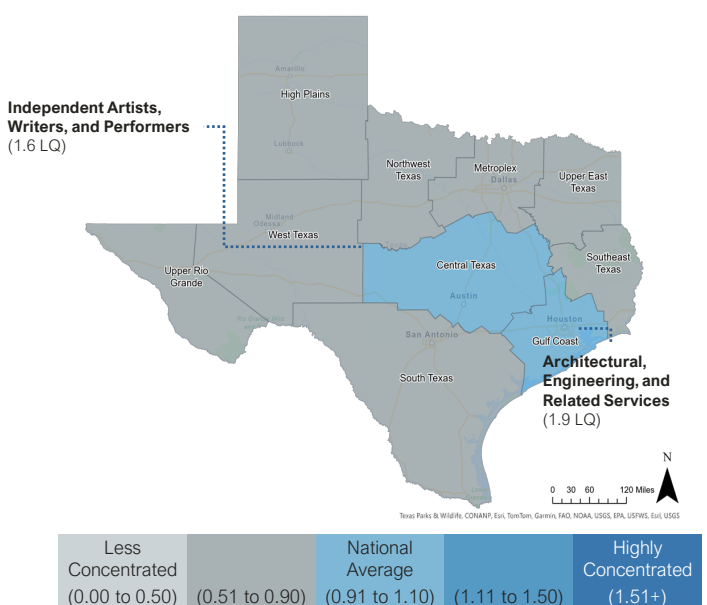 Amarillo
High Plains
Independent Artists,
Writers, and Performers
(1.6 LQ)
Lubbock
Northwest
Texas
Metroplex
Dallas
Upper East
Texas
Midland
Odessa
West Texas
Southeast
Texas
Central Texas
Upper Rio
Grande
Austin
Houston
Gulf Coast
San Antonio
South Texas
Architectural,
Engineering, and
Related Services
(1.9 LQ)
N
0 30 60 120 Miles
Texas Parks & Wildlife, CONANP, Esri, TomTom, Garmin, FAO, NOAA, USGS, EPA, USFWS, Esri, USGS
Less
Concentrated
(0.00 to 0.50)
(0.51 to 0.90)
National
Average
(0.91 to 1.10)
(1.11 to 1.50)
Highly
Concentrated
(1.51+)